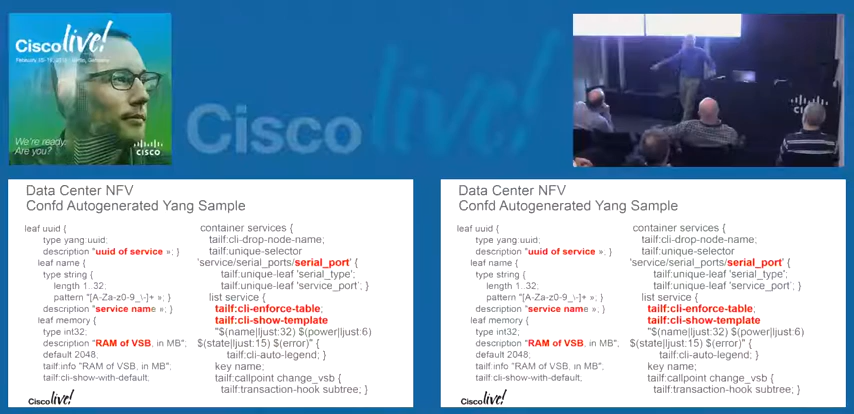 Cisco live!
We're ready.
Are you?
CISCO
Cisco live!
CISCO
Data Center NFV
Confd Autogenerated Yang Sample
leaf uuid {
type yang:uuid;
description "uuid of service »; }
leaf name {
type string {
length 1..32;
pattern "[A-Za-z0-9_\-]+ »; }
description "service name »; }
leaf memory {
type int32;
description "RAM of VSB, in MB";
default 2048;
tailf:info "RAM of VSB, in MB";
tailf:cli-show-with-default;
container services {
tailf:cli-drop-node-name;
tailf:unique-selector
'service/serial_ports/serial_port' {
tailf:unique-leaf 'serial_type';
tailf:unique-leaf 'service_port'; }
list service {
tailf:cli-enforce-table;
tailf:cli-show-template
"$(name|ljust:32) $(power|ljust:6)
$(state|ljust:15) $(error)" {
tailf:cli-auto-legend; }
key name;
tailf:callpoint change_vsb {
tailf:transaction-hook subtree; }
Cisco live!
Data Center NFV
Confd Autogenerated Yang Sample
leaf uuid {
type yang:uuid;
description "uuid of service »; }
leaf name {
type string {
length 1..32;
pattern "[A-Za-z0-9_\-]+ »; }
description "service name »; }
leaf memory {
type int32;
description "RAM of VSB, in MB";
default 2048;
tailf:info "RAM of VSB, in MB";
tailf:cli-show-with-default;
container services {
tailf:cli-drop-node-name;
tailf:unique-selector
'service/serial_ports/serial_port' {
tailf:unique-leaf 'serial_type';
tailf:unique-leaf 'service_port'; }
list service {
tailf:cli-enforce-table;
tailf:cli-show-template
"$(name|ljust:32) $(power|ljust:6)
$(state|ljust:15) $(error)" {
tailf:cli-auto-legend; }
key name;
tailf:callpoint change_vsb {
tailf:transaction-hook subtree; }
Cisco live!